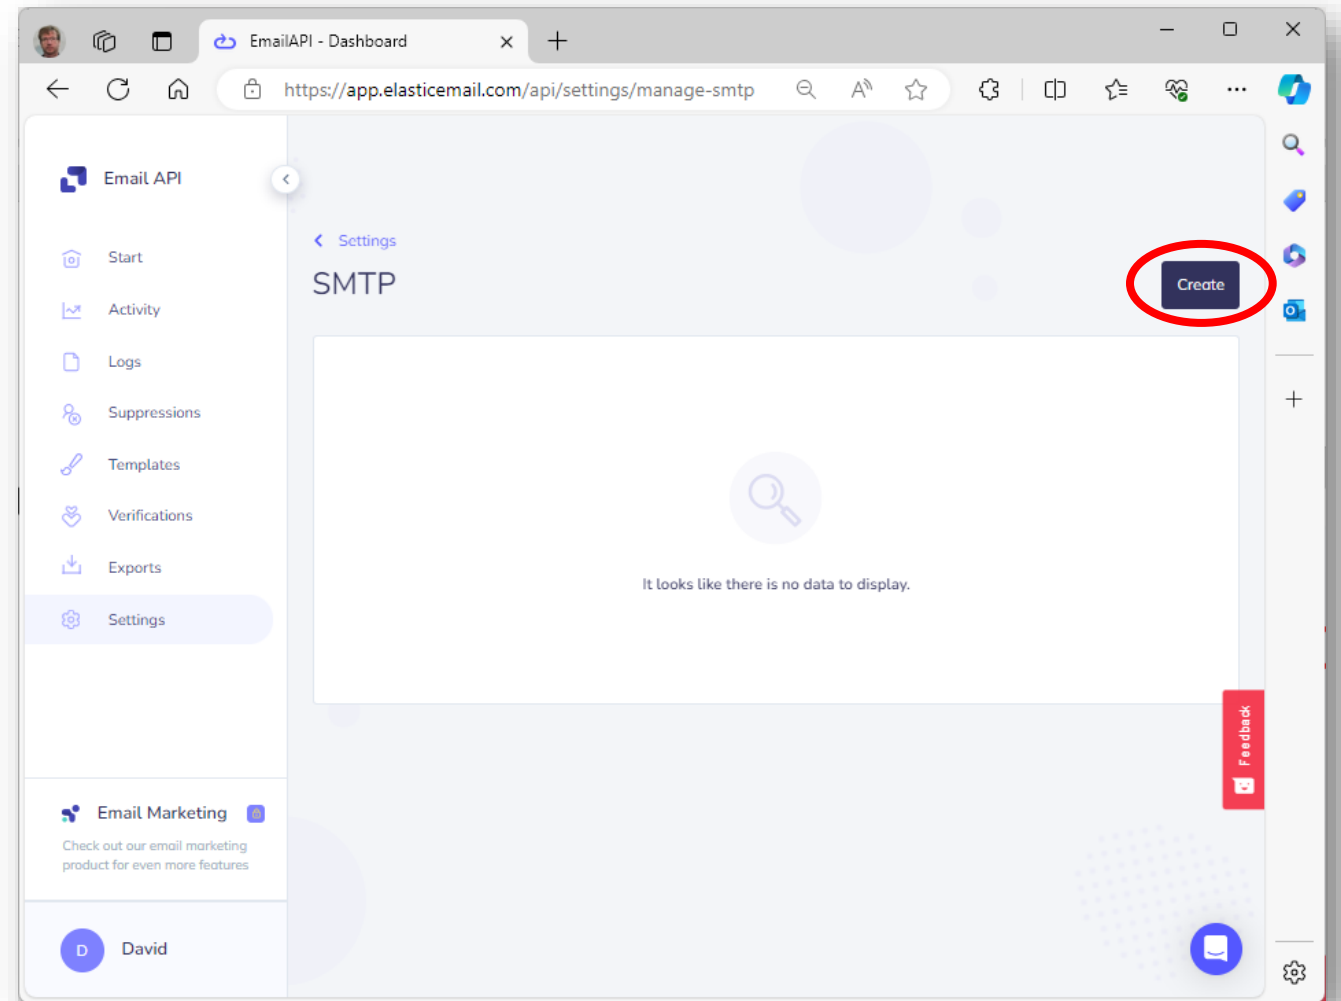 EmailAPI - Dashboard
https://app.elasticemail.com/api/settings/manage-smtp
Email API
Start
Activity
Logs
Suppressions
Templates
Verifications
Exports
Settings
Settings
SMTP
Create
It looks like there is no data to display.
Feedback
Email Marketing
Check out our email marketing
product for even more features
D
David